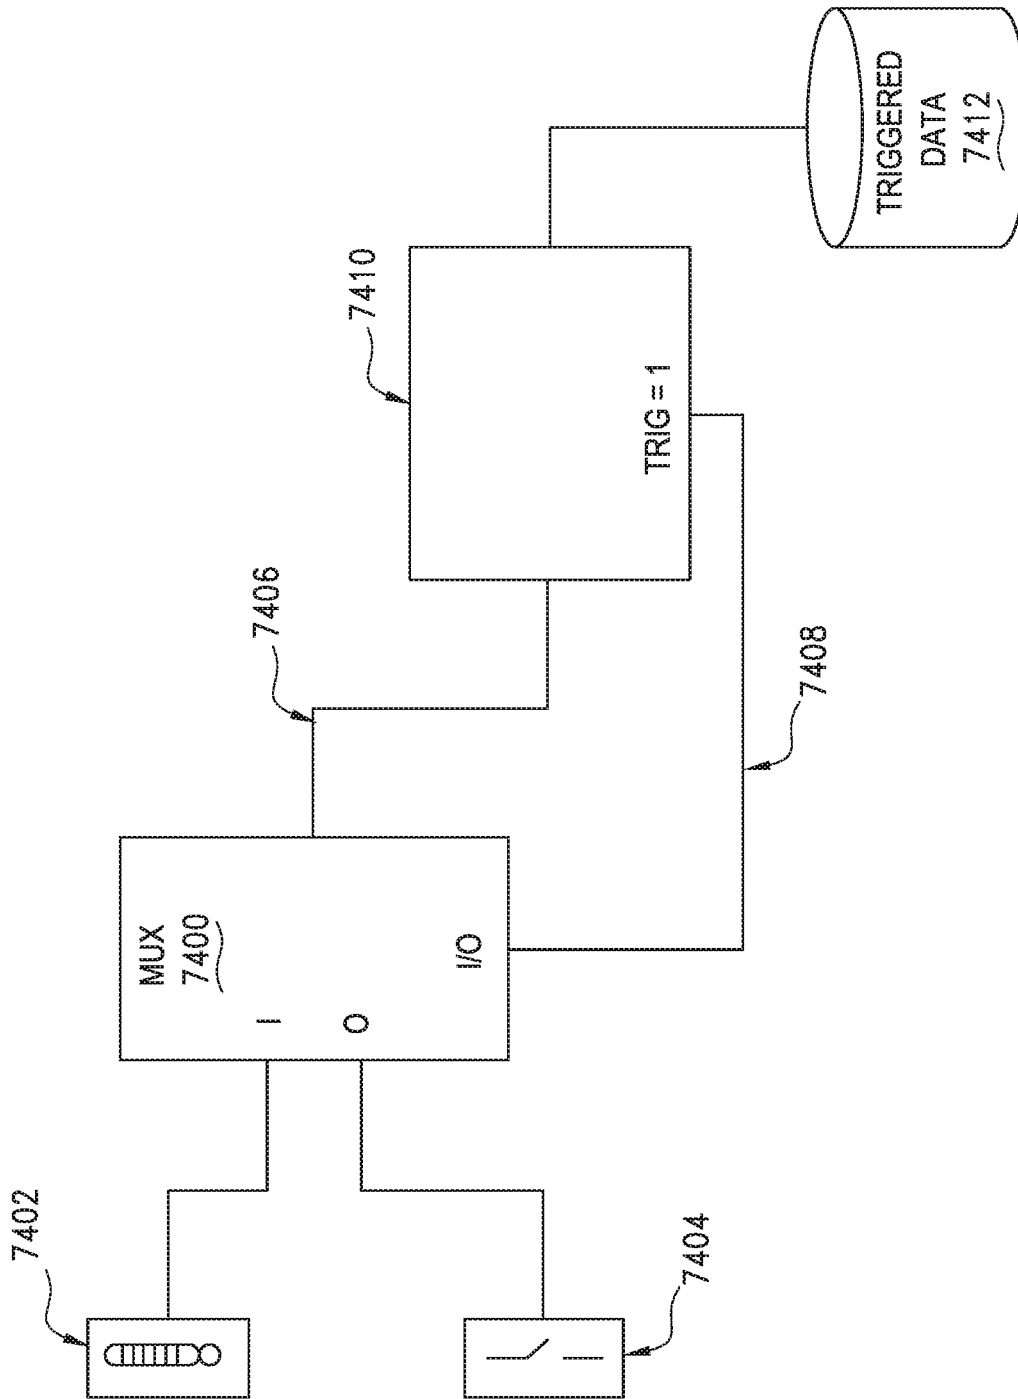 7402
7404
MUX
7400
I
O
I/O
7406
7408
7410
TRIG = 1
TRIGGERED
DATA
7412